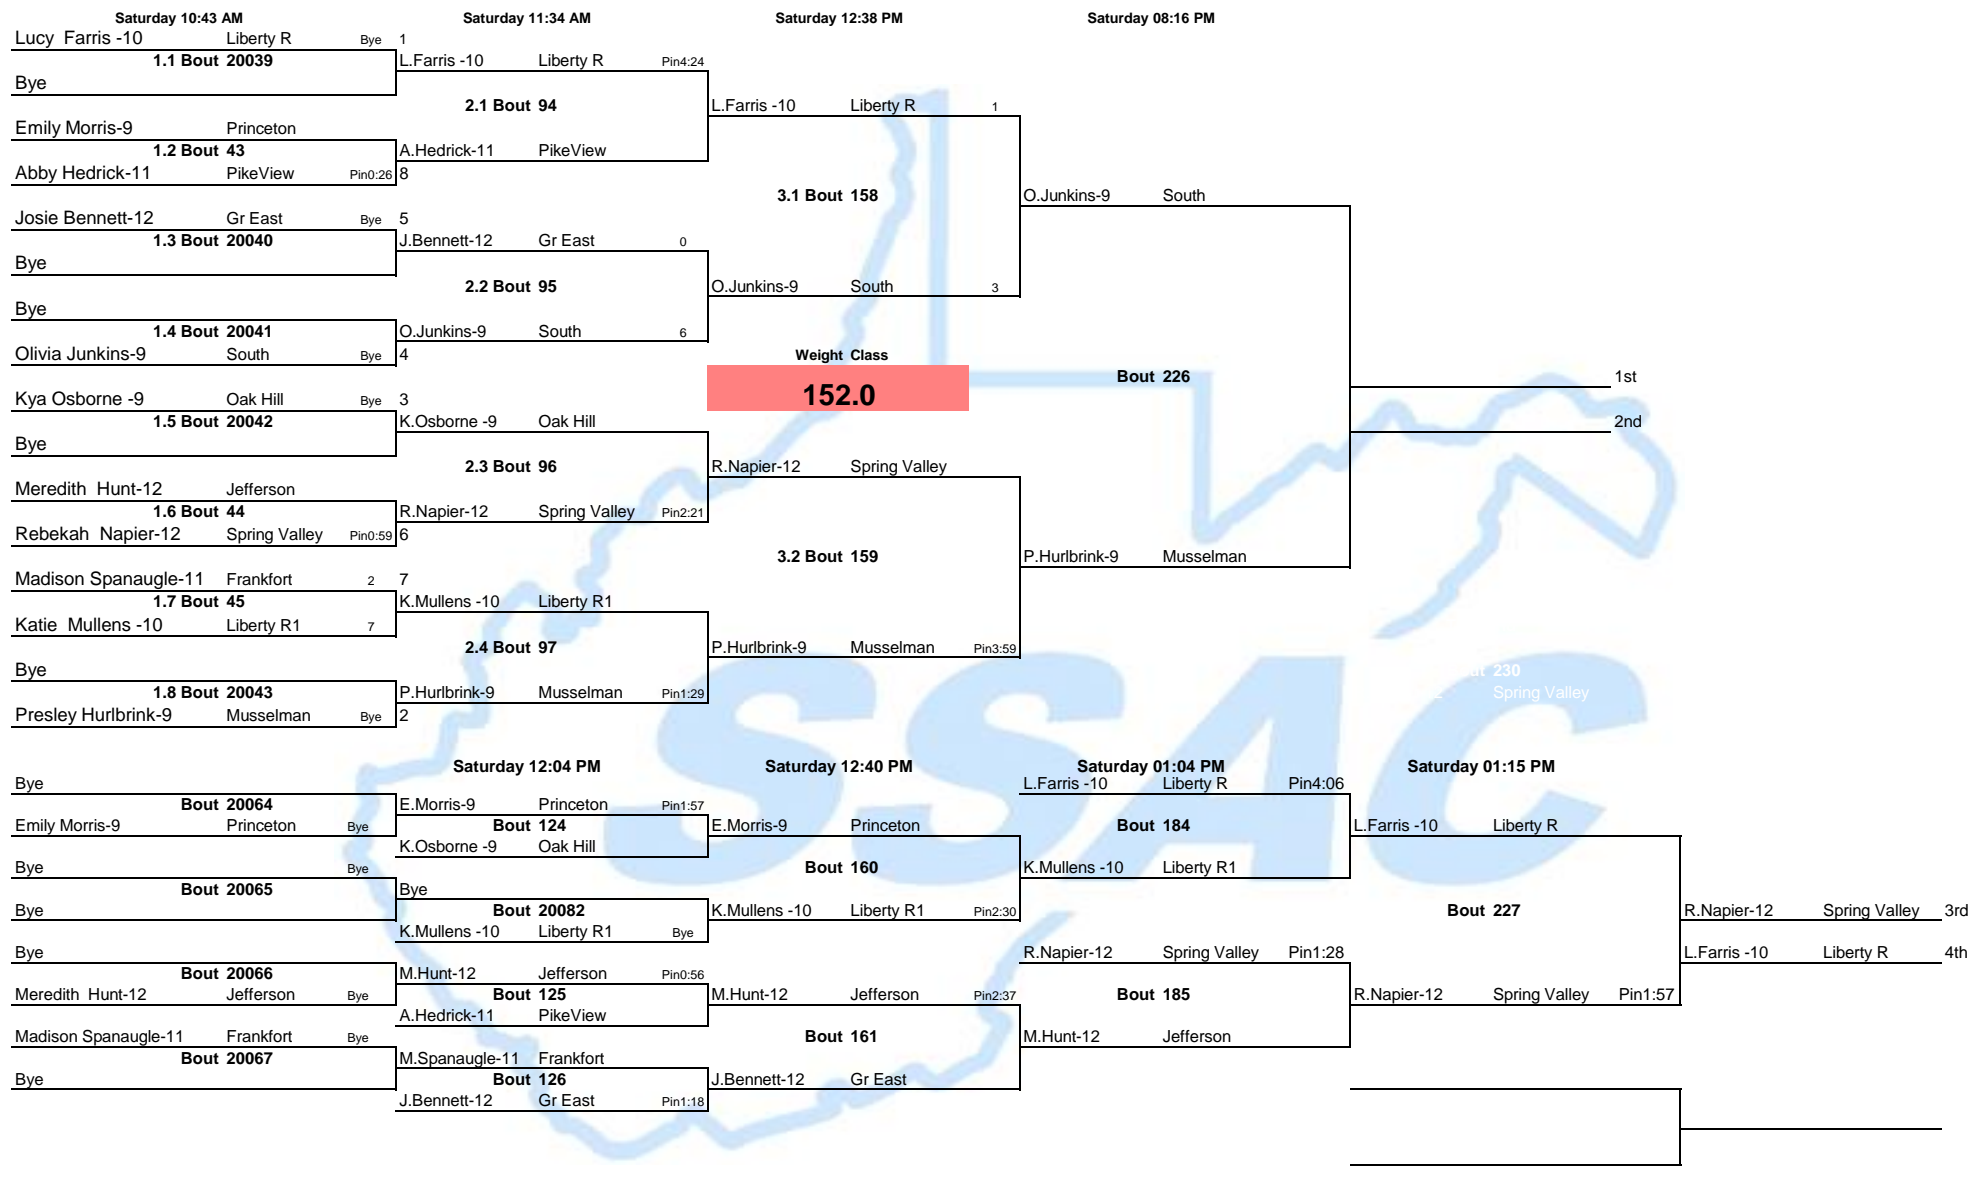 Saturday 10:43 AM Saturday 11:34 AM Saturday 12:38 PM Saturday 08:16 PM
Lucy Farris -10 Liberty R Bye 1
1.1 Bout 20039 L.Farris -10 Liberty R Pin4:24
Bye
2.1 Bout 94 L.Farris -10 Liberty R 1
Emily Morris-9 Princeton
1.2 Bout 43 A.Hedrick-11 PikeView
Abby Hedrick-11 PikeView Pin0:26 8
3.1 Bout 158 O.Junkins-9 South
Josie Bennett-12 Gr East Bye 5
1.3 Bout 20040 J.Bennett-12 Gr East 0
Bye
2.2 Bout 95 O.Junkins-9 South 3
Bye
1.4 Bout 20041 O.Junkins-9 South 6
Olivia Junkins-9 South Bye 4 Weight Class
Bout 226 1st
Kya Osborne -9 Oak Hill Bye 3 152.0
1.5 Bout 20042 K.Osborne -9 Oak Hill 2nd
Bye
2.3 Bout 96 R.Napier-12 Spring Valley
Meredith Hunt-12 Jefferson
1.6 Bout 44 R.Napier-12 Spring Valley Pin2:21
Rebekah Napier-12 Spring Valley Pin0:59 6
3.2 Bout 159 P.Hurlbrink-9 Musselman
Madison Spanaugle-11 Frankfort 2 7
1.7 Bout 45 K.Mullens -10 Liberty R1
Katie Mullens -10 Liberty R1 7
2.4 Bout 97 P.Hurlbrink-9 Musselman Pin3:59
Bye 230
1.8 Bout 20043 P.Hurlbrink-9 Musselman Pin1:29 Spring Valley
Presley Hurlbrink-9 Musselman Bye 2
SSAC
Saturday 12:04 PM Saturday 12:40 PM Saturday 01:04 PM Saturday 01:15 PM
Bye L.Farris -10 Liberty R Pin4:06
Bout 20064 E.Morris-9 Princeton Pin1:57
Emily Morris-9 Princeton Bye Bout 124 E.Morris-9 Princeton Bout 184 L.Farris -10 Liberty R
K.Osborne -9 Oak Hill
Bye Bye Bout 160 K.Mullens -10 Liberty R1
Bout 20065 Bye
Bye Bout 20082 K.Mullens -10 Liberty R1 Pin2:30 Bout 227 R.Napier-12 Spring Valley 3rd
K.Mullens -10 Liberty R1 Bye
Bye R.Napier-12 Spring Valley Pin1:28 L.Farris -10 Liberty R 4th
Bout 20066 M.Hunt-12 Jefferson Pin0:56
Meredith Hunt-12 Jefferson Bye Bout 125 M.Hunt-12 Jefferson Pin2:37 Bout 185 R.Napier-12 Spring Valley Pin1:57
A.Hedrick-11 PikeView
Madison Spanaugle-11 Frankfort Bye Bout 161 M.Hunt-12 Jefferson
Bout 20067 M.Spanaugle-11 Frankfort
Bye Bout 126 J.Bennett-12 Gr East
J.Bennett-12 Gr East Pin1:18